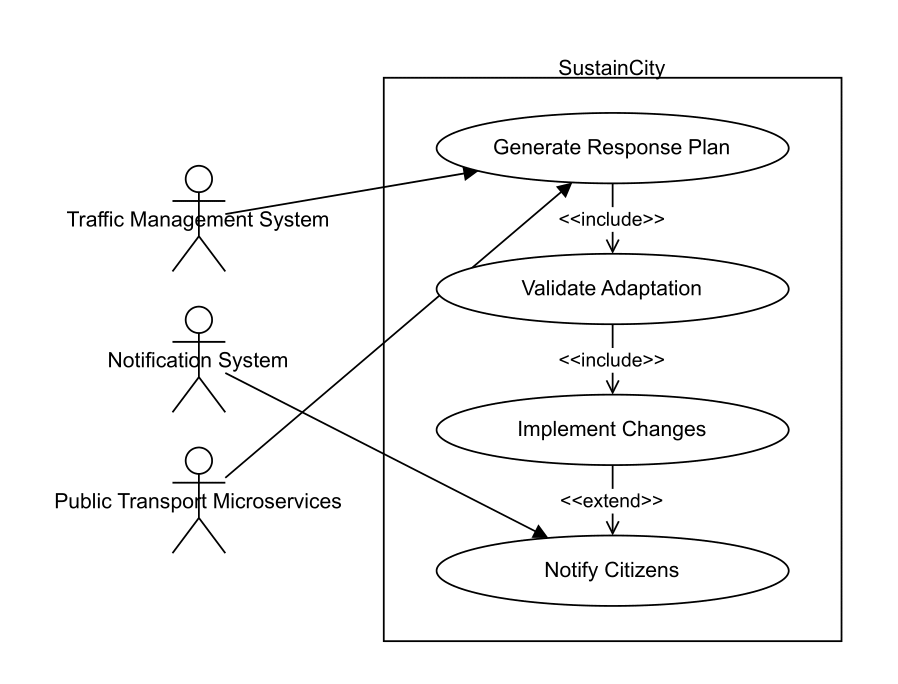 SustainCity
Generate Response Plan
Traffic Management System
<<include>>
Validate Adaptation
Notification System
<<include>>
Implement Changes
Public Transport Microservices
<<extend>>
Notify Citizens